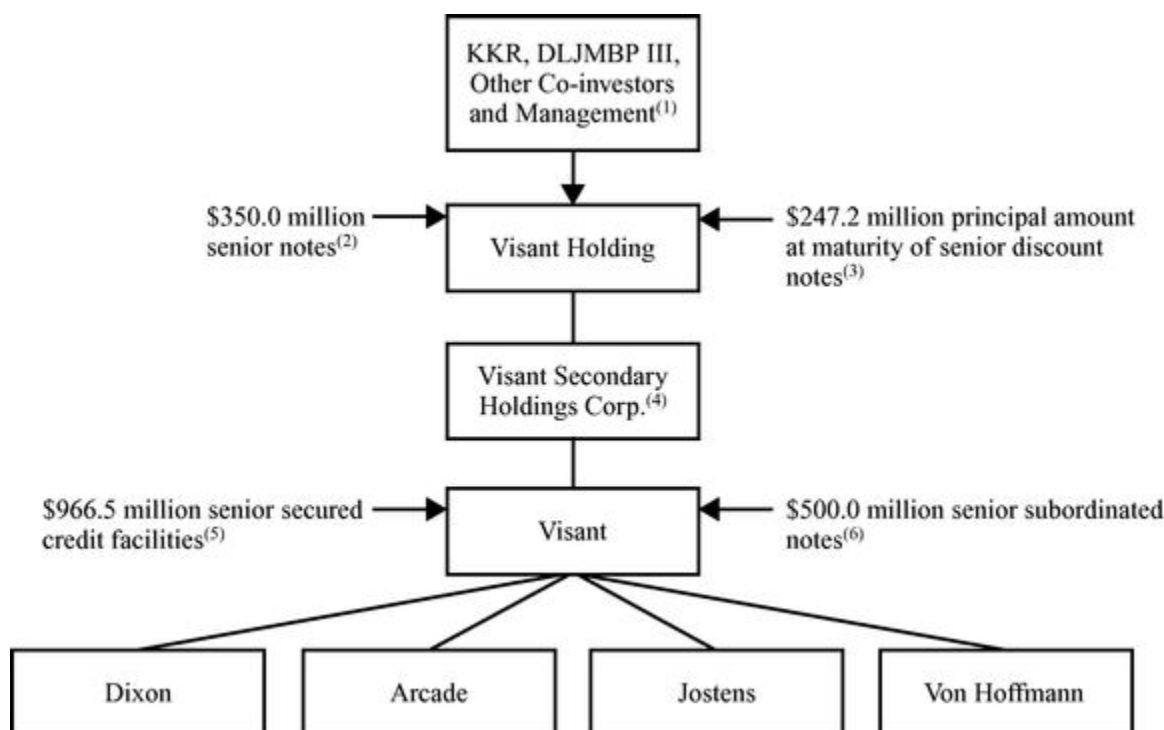 KKR, DLJMBP III,
Other Co-investors
and Management(1)
$350.0 million
senior notes(2)
Visant Holding
$247.2 million principal amount
at maturity of senior discount
notes(3)
Visant Secondary
Holdings Corp.(4)
$966.5 million senior secured
credit facilities(5)
Visant
$500.0 million senior subordinated
notes(6)
Dixon
Arcade
Jostens
Von Hoffmann